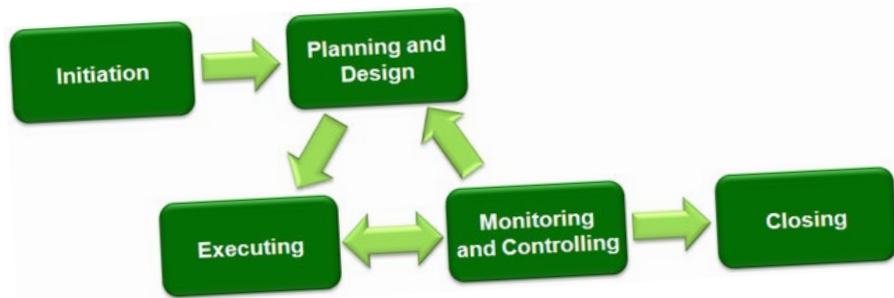 Initiation
Planning and
Design
Executing
Monitoring
and Controlling
Closing